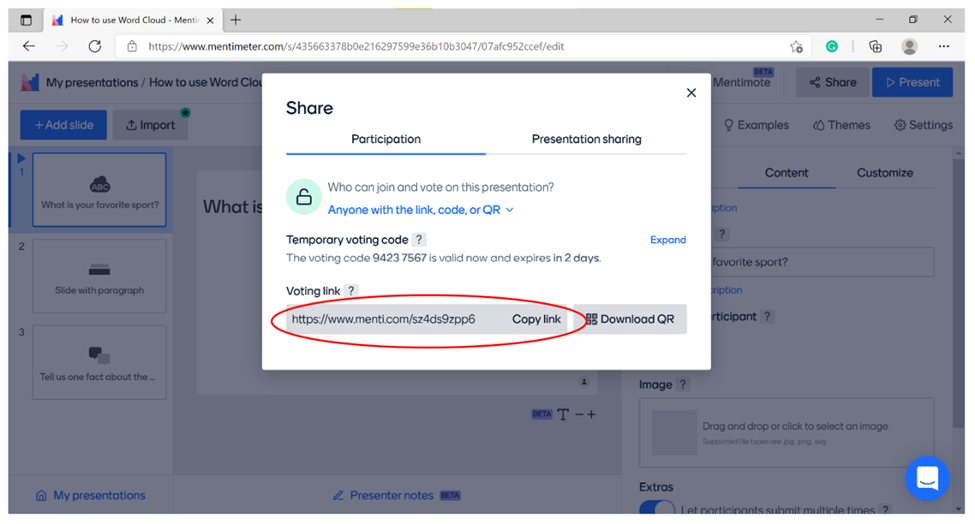 How to use Word Cloud - Menti
https://www.mentimeter.com/s/435663378b0e216297599e36b10b3047/07afc952ccef/edit
My presentations / How to use Word Clou
Mentimote
BETA
Share
Present
+Add slide
Import
Examples
Themes
Settings
1
ABC
What is your favorite sport?
2
Slide with paragraph
3
Tell us one fact about the ...
What is
Share
Participation
Presentation sharing
Who can join and vote on this presentation?
Anyone with the link, code, or QR
Temporary voting code ?
Expand
The voting code 9423 7567 is valid now and expires in 2 days.
Voting link ?
https://www.menti.com/sz4ds9zpp6
Copy link
Download QR
Content
Customize
ription
?
favorite sport?
cription
rticipant ?
Image ?
Drag and drop or click to select an image
Supported file types are: jpg, png, svg
Extras
Let participants submit multiple times ?
BETA T − +
My presentations
Presenter notes BETA